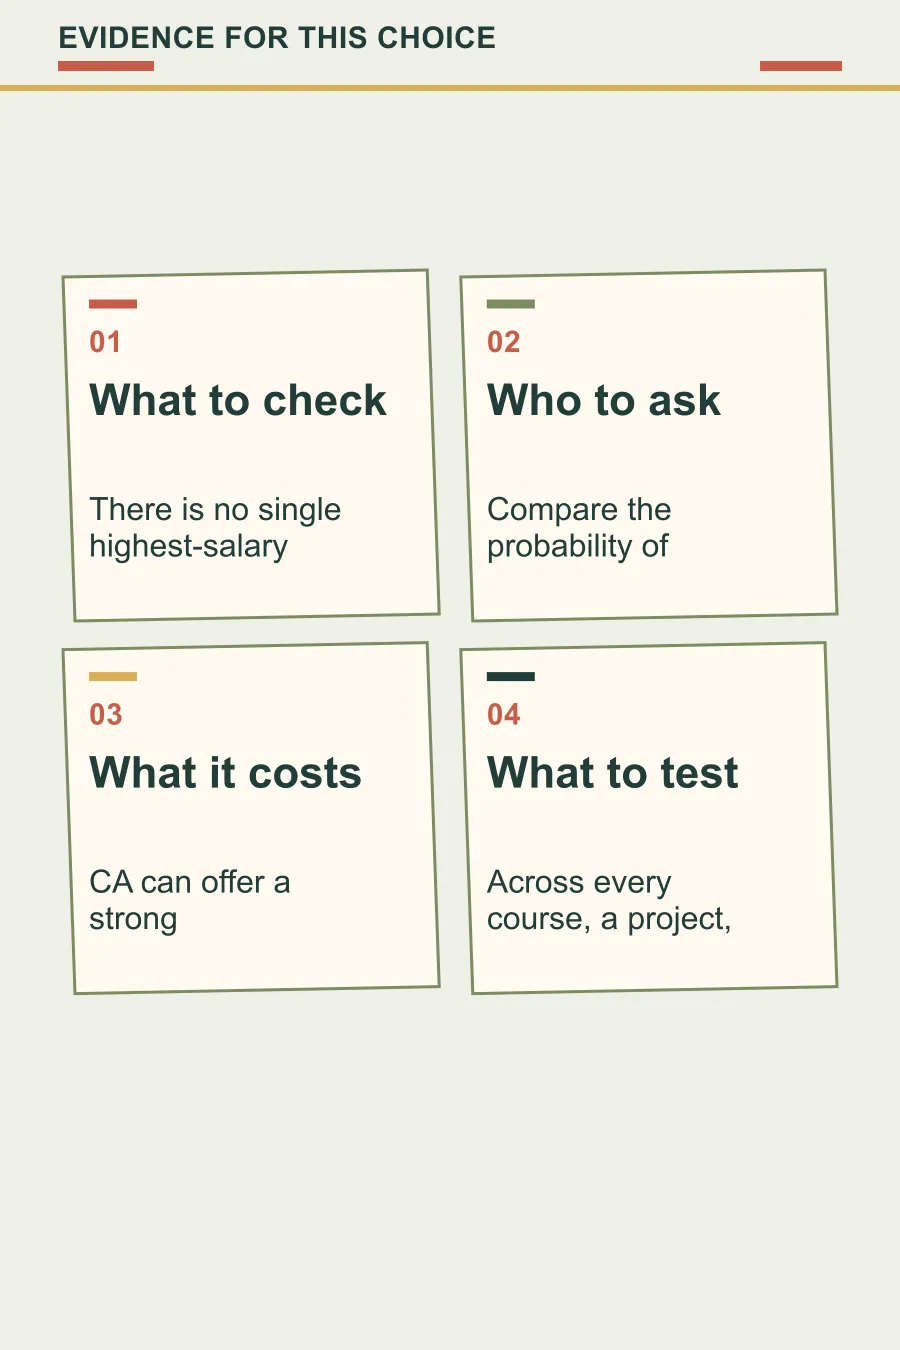 EVIDENCE FOR THIS CHOICE
01
What to check
There is no single
highest-salary
02
Who to ask
Compare the
probability of
03
What it costs
CA can offer a
strong
04
What to test
Across every
course, a project,